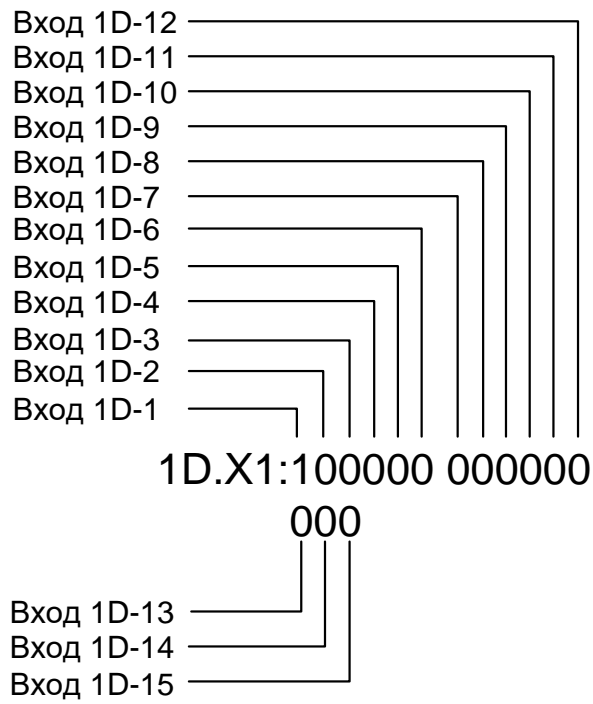 Вход 1D-12
Вход 1D-11
Вход 1D-10
Вход 1D-9
Вход 1D-8
Вход 1D-7
Вход 1D-6
Вход 1D-5
Вход 1D-4
Вход 1D-3
Вход 1D-2
Вход 1D-1
1D.X1:100000 000000
000
Вход 1D-13
Вход 1D-14
Вход 1D-15